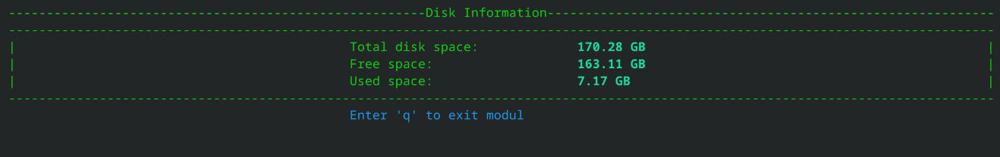 Disk Information
Total disk space: 170.28 GB
Free space: 163.11 GB
Used space: 7.17 GB
Enter 'q' to exit modul